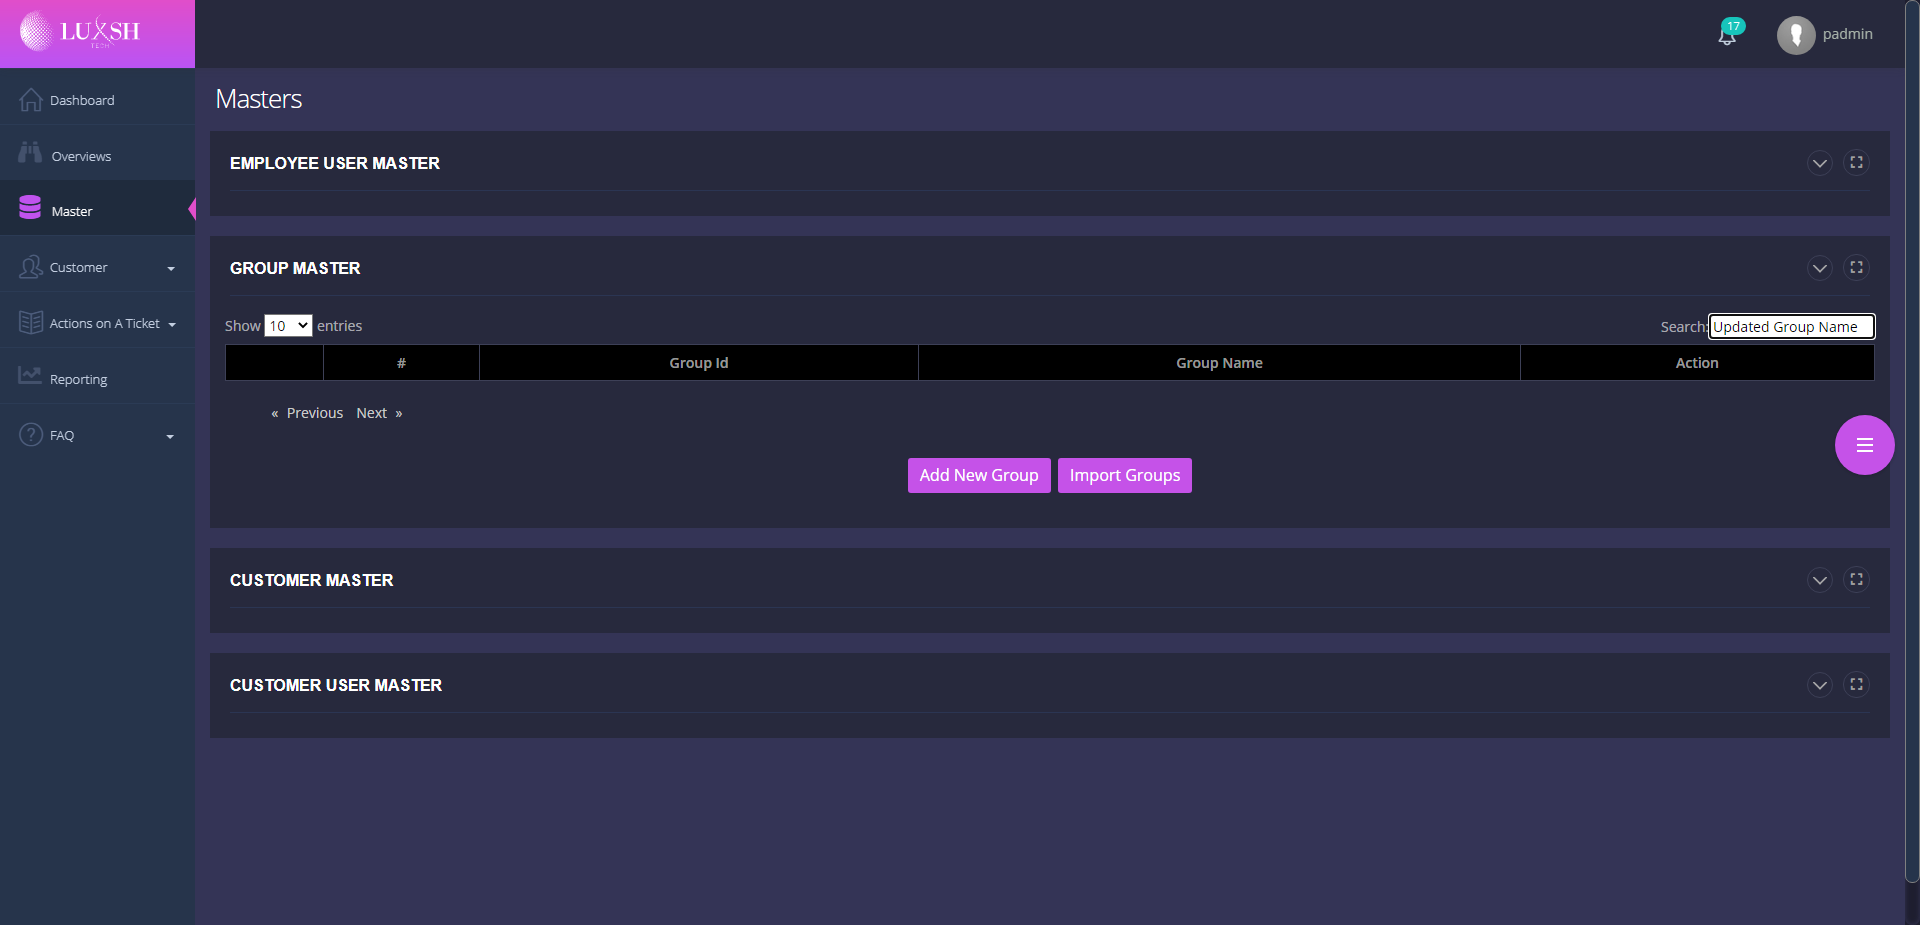 LUXSH
TECH
17
padmin
Dashboard
Overviews
Master
Customer
Actions on A Ticket
Reporting
FAQ
Masters
EMPLOYEE USER MASTER
GROUP MASTER
Show 10 entries
Search: Updated Group Name
# Group Id Group Name Action
« Previous Next »
Add New Group Import Groups
CUSTOMER MASTER
CUSTOMER USER MASTER